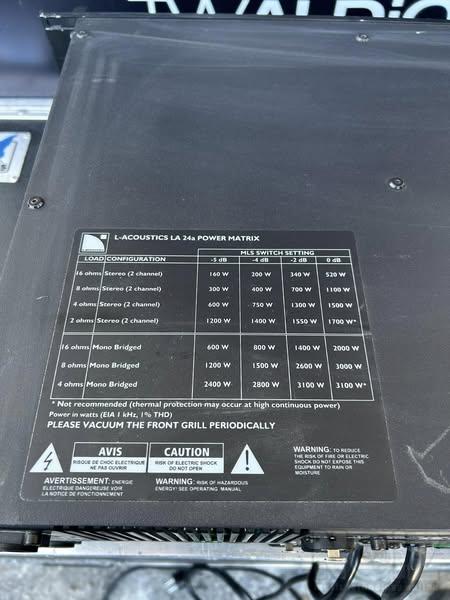 L-ACOUSTICS LA 24a POWER MATRIX
MLS SWITCH SETTING
LOAD CONFIGURATION -5 dB -4 dB -2 dB 0 dB
16 ohms Stereo (2 channel) 160 W 200 W 340 W 520 W
8 ohms Stereo (2 channel) 300 W 400 W 700 W 1100 W
4 ohms Stereo (2 channel) 600 W 750 W 1300 W 1500 W
2 ohms Stereo (2 channel) 1200 W 1400 W 1550 W 1700 W*
16 ohms Mono Bridged 600 W 800 W 1400 W 2000 W
8 ohms Mono Bridged 1200 W 1500 W 2600 W 3000 W
4 ohms Mono Bridged 2400 W 2800 W 3100 W 3100 W*
* Not recommended (thermal protection may occur at high continuous power)
Power in watts (EIA 1 kHz, 1% THD)
PLEASE VACUUM THE FRONT GRILL PERIODICALLY
AVIS
RISQUE DE CHOC ELECTRIQUE
NE PAS OUVRIR
CAUTION
RISK OF ELECTRIC SHOCK
DO NOT OPEN
WARNING: TO REDUCE
THE RISK OF FIRE OR ELECTRIC
SHOCK DO NOT EXPOSE THIS
EQUIPMENT TO RAIN OR
MOISTURE
AVERTISSEMENT: ENERGIE
ELECTRIQUE DANGEREUSE VOIR
LA NOTICE DE FONCTIONNEMENT
WARNING: RISK OF HAZARDOUS
ENERGY! SEE OPERATING MANUAL